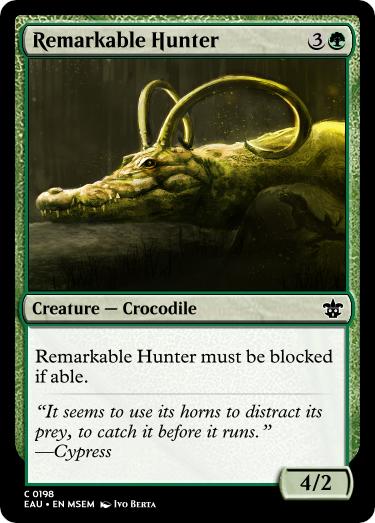 Remarkable Hunter 3
Creature — Crocodile
Remarkable Hunter must be blocked
if able.
“It seems to use its horns to distract its
prey, to catch it before it runs.”
—Cypress
4/2
C 0198
EAU • EN MSEM Ivo Berta